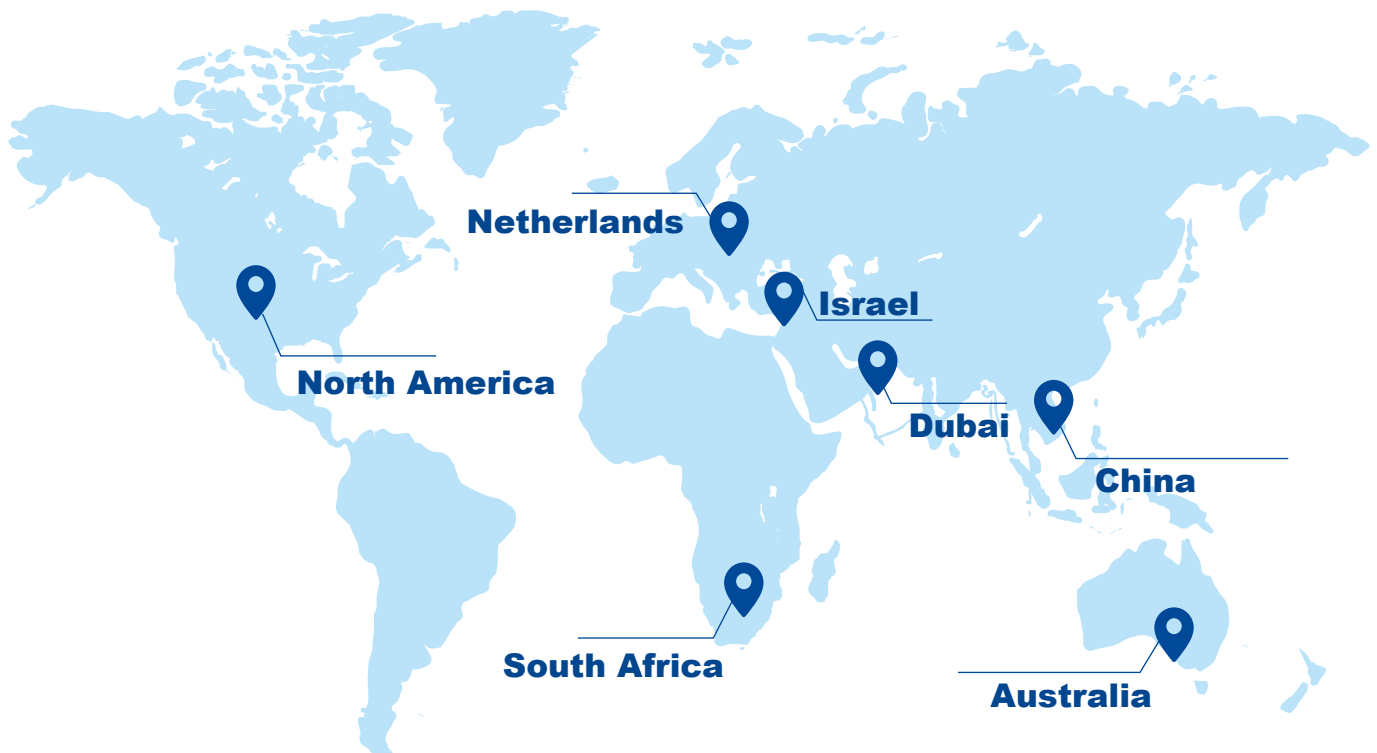 Netherlands
Israel
North America
Dubai
China
South Africa
Australia